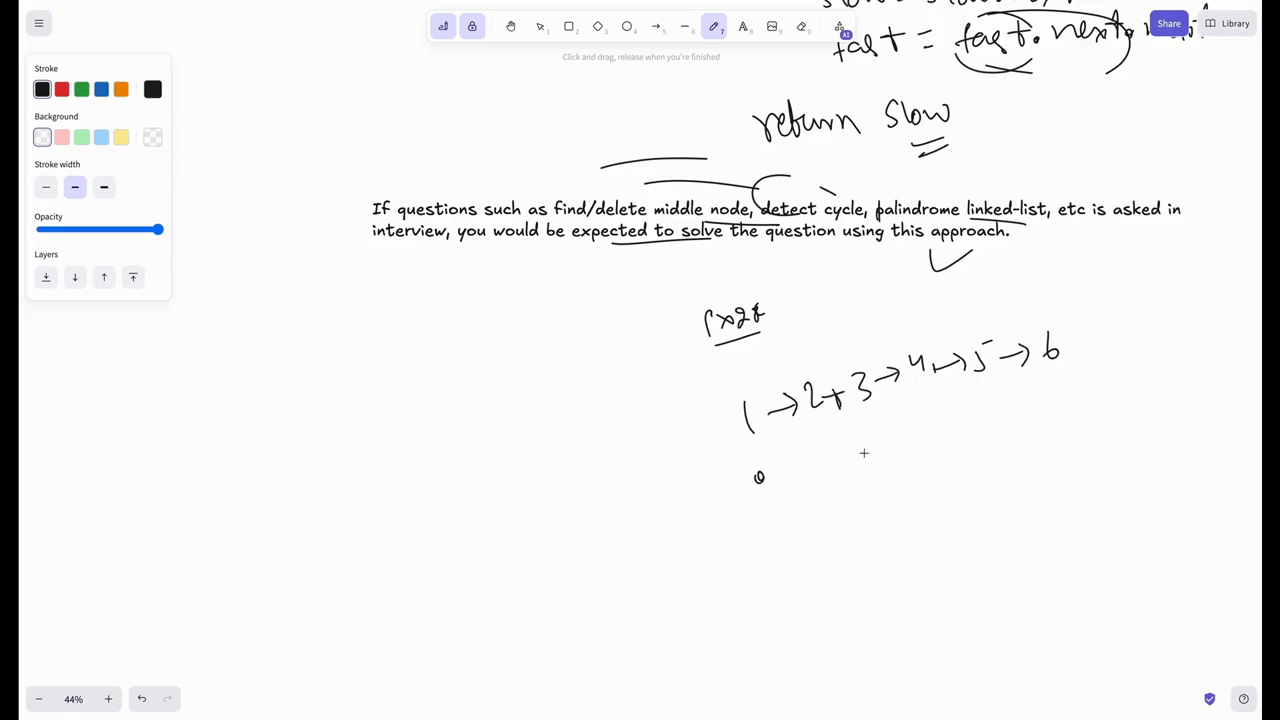 Share
Library
fast = fast. next.
Click and drag, release when you're finished
Stroke
return slow
Background
Stroke width
If questions such as find/delete middle node, detect cycle, palindrome linked-list, etc is asked in
interview, you would be expected to solve the question using this approach.
Opacity
Layers
1 → 2 → 3 → 4 → 5 → 6
0
44%